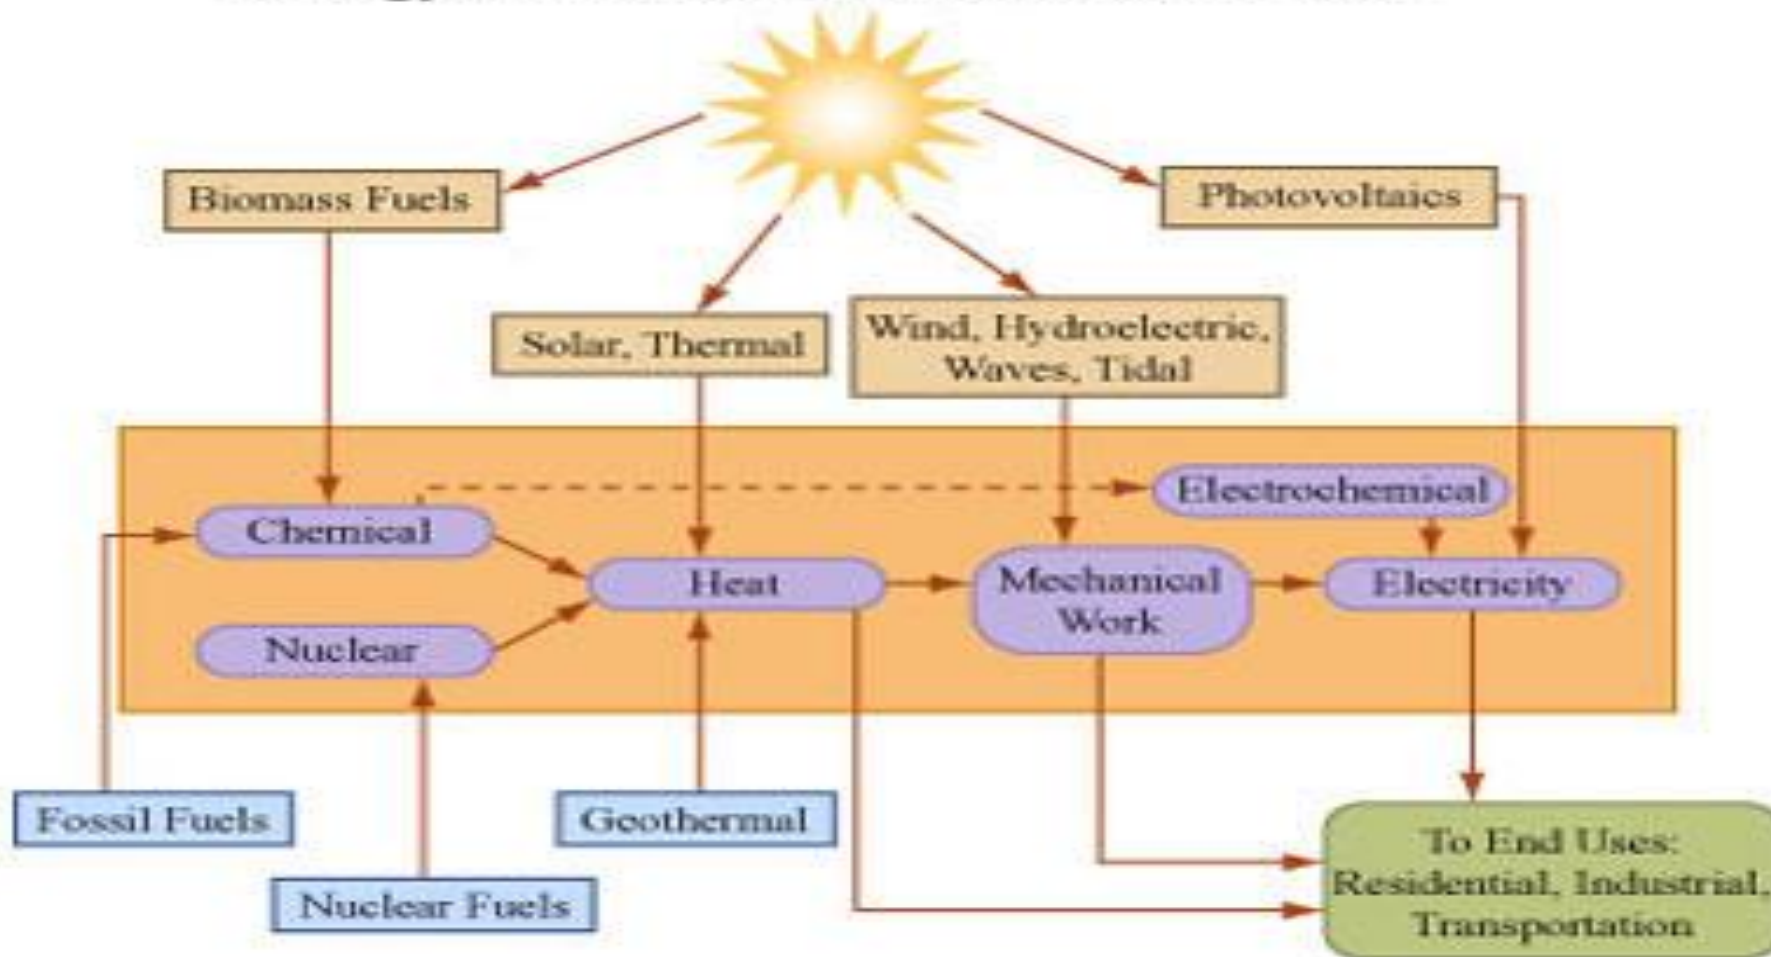 Biomass Fuels
Photovoltaics
Solar, Thermal
Wind, Hydroelectric,
Waves, Tidal
Electrochemical
Chemical
Heat
Mechanical
Work
Electricity
Nuclear
Fossil Fuels
Geothermal
Nuclear Fuels
To End Uses:
Residential, Industrial,
Transportation